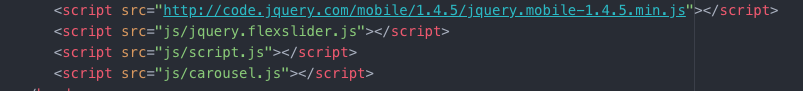 <script src="http://code.jquery.com/mobile/1.4.5/jquery.mobile-1.4.5.min.js"></script>
<script src="js/jquery.flexslider.js"></script>
<script src="js/script.js"></script>
<script src="js/carousel.js"></script>